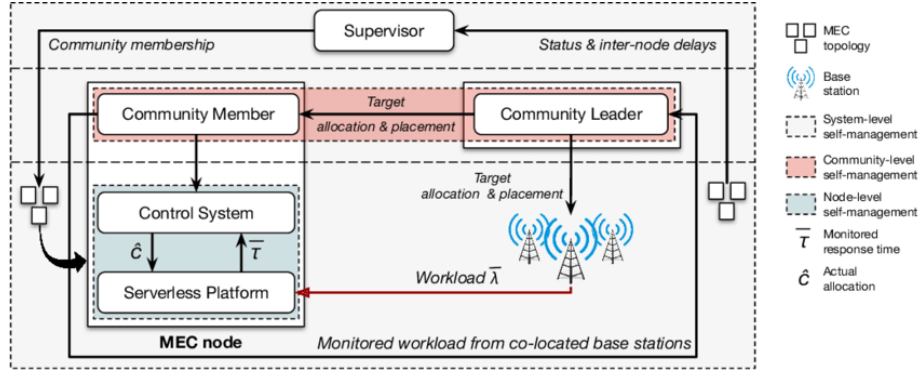 Supervisor
Community membership
Status & inter-node delays
Community Member
Target
allocation & placement
Community Leader
Target
allocation & placement
Control System
ĉ
τ̅
Serverless Platform
Workload λ̅
MEC node
Monitored workload from co-located base stations
MEC
topology
Base
station
System-level
self-management
Community-level
self-management
Node-level
self-management
τ̅ Monitored
response time
ĉ Actual
allocation